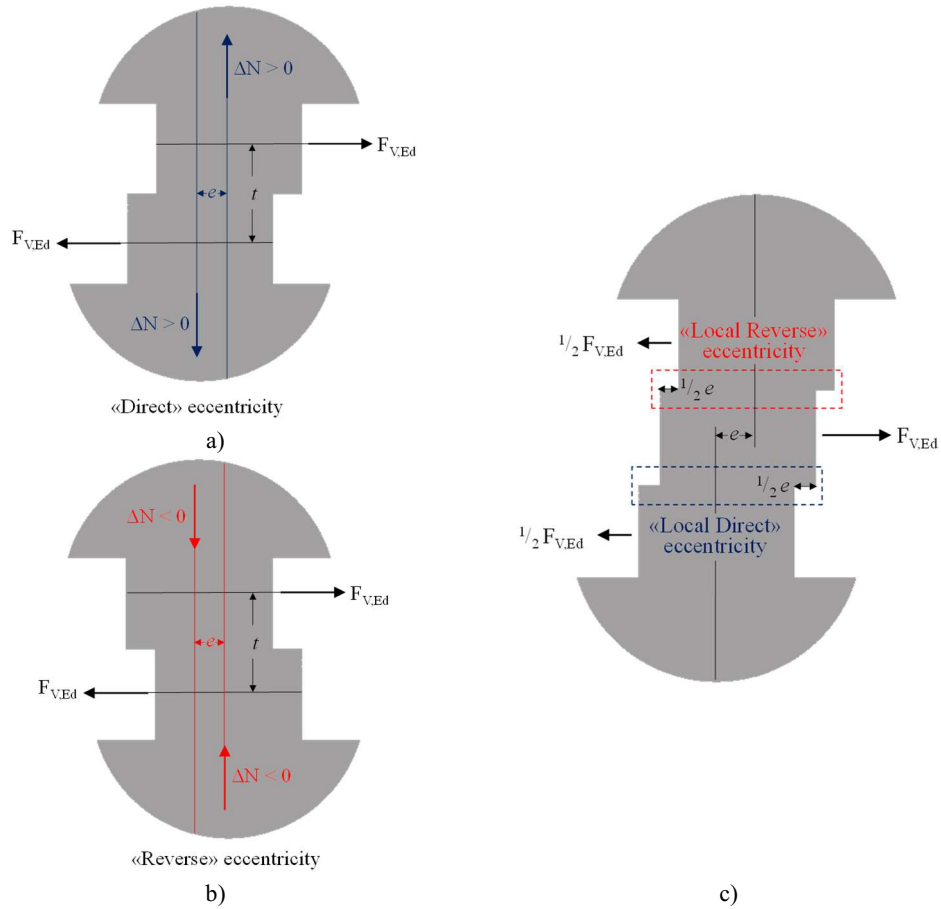 ΔN > 0
F_V,Ed
e
t
F_V,Ed
ΔN > 0
«Direct» eccentricity
a)
ΔN < 0
F_V,Ed
e
t
F_V,Ed
ΔN < 0
«Reverse» eccentricity
b)
1/2 F_V,Ed
«Local Reverse»
eccentricity
1/2 e
e
F_V,Ed
1/2 e
1/2 F_V,Ed
«Local Direct»
eccentricity
c)